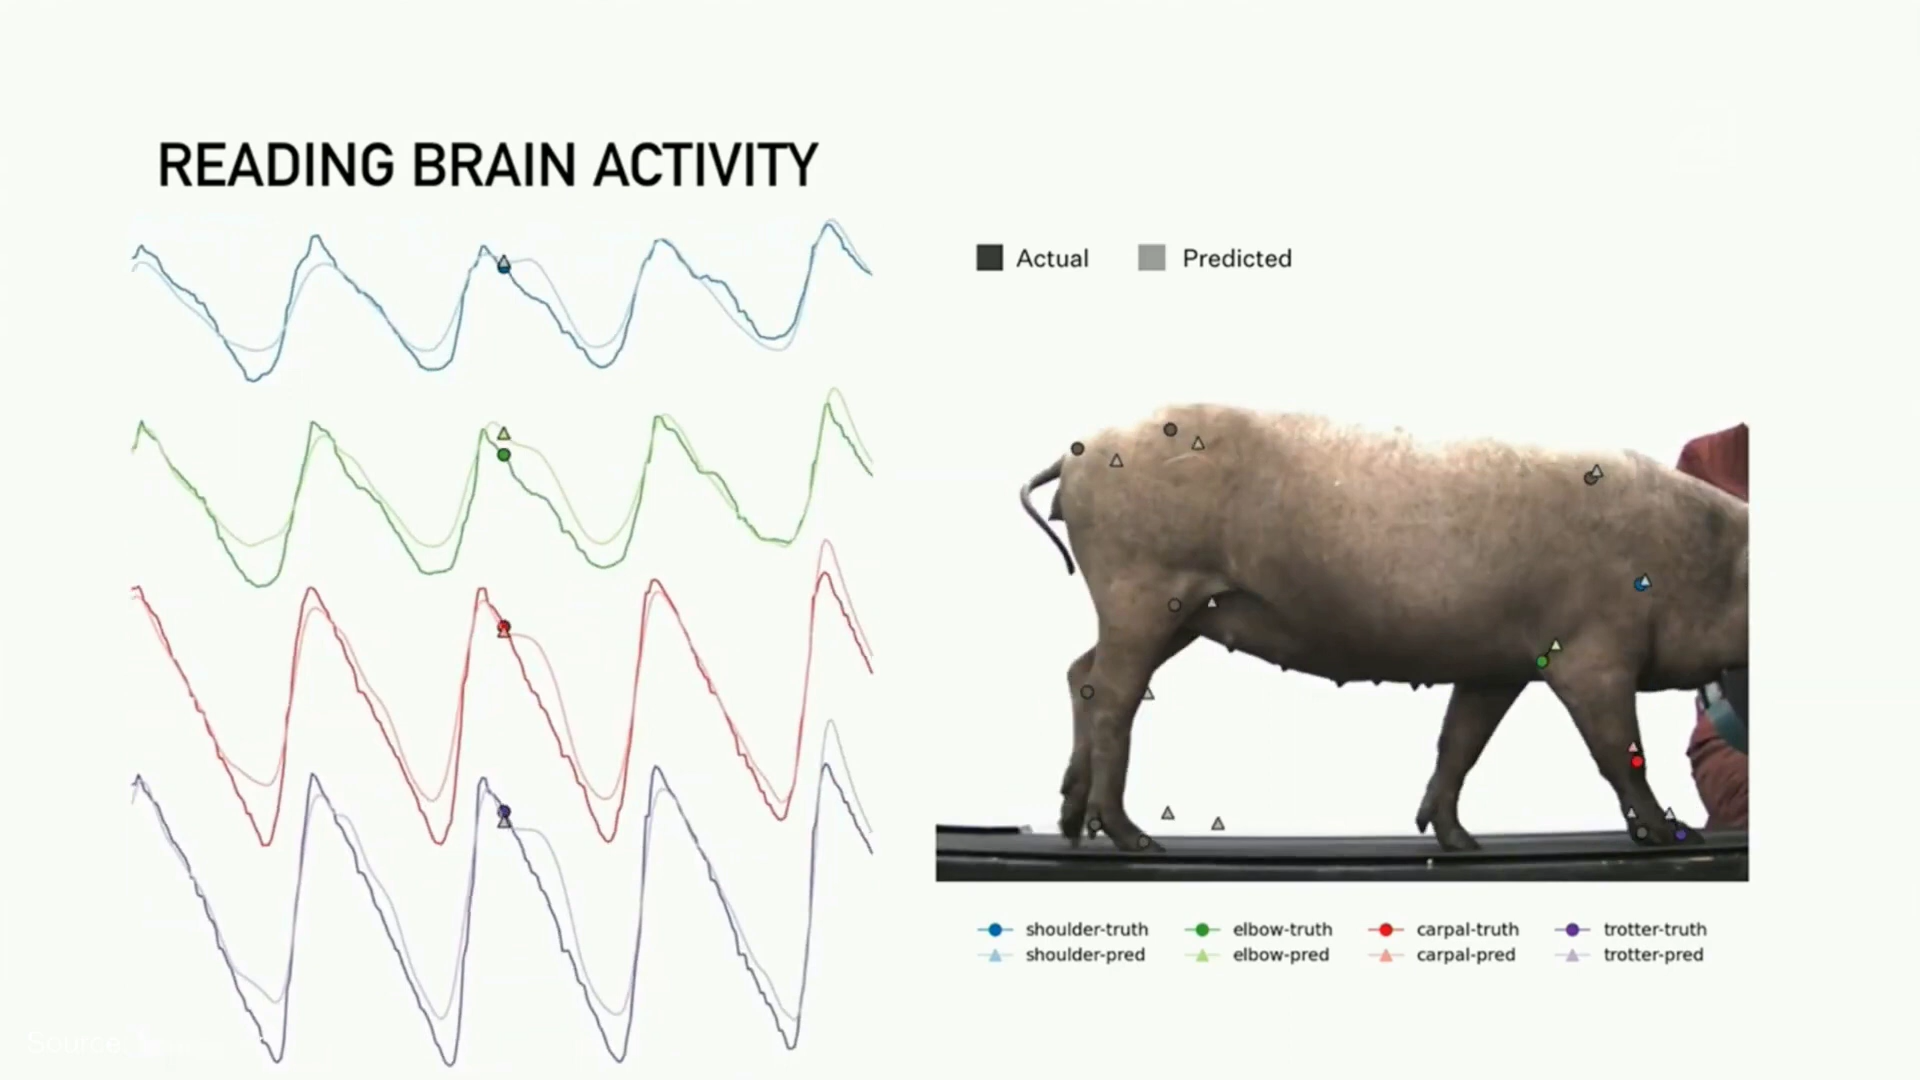 READING BRAIN ACTIVITY
Actual Predicted
shoulder-truth elbow-truth carpal-truth trotter-truth
shoulder-pred elbow-pred carpal-pred trotter-pred
Source: